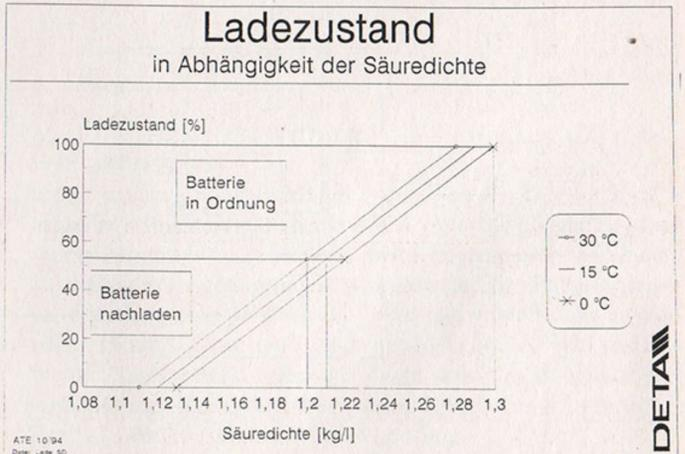 Ladezustand
in Abhängigkeit der Säuredichte
Ladezustand [%]
100
80
60
40
20
0
Batterie
in Ordnung
Batterie
nachladen
1,08 1,1 1,12 1,14 1,16 1,18 1,2 1,22 1,24 1,26 1,28 1,3
Säuredichte [kg/l]
30 °C
15 °C
0 °C
DETA
ATE 10/94